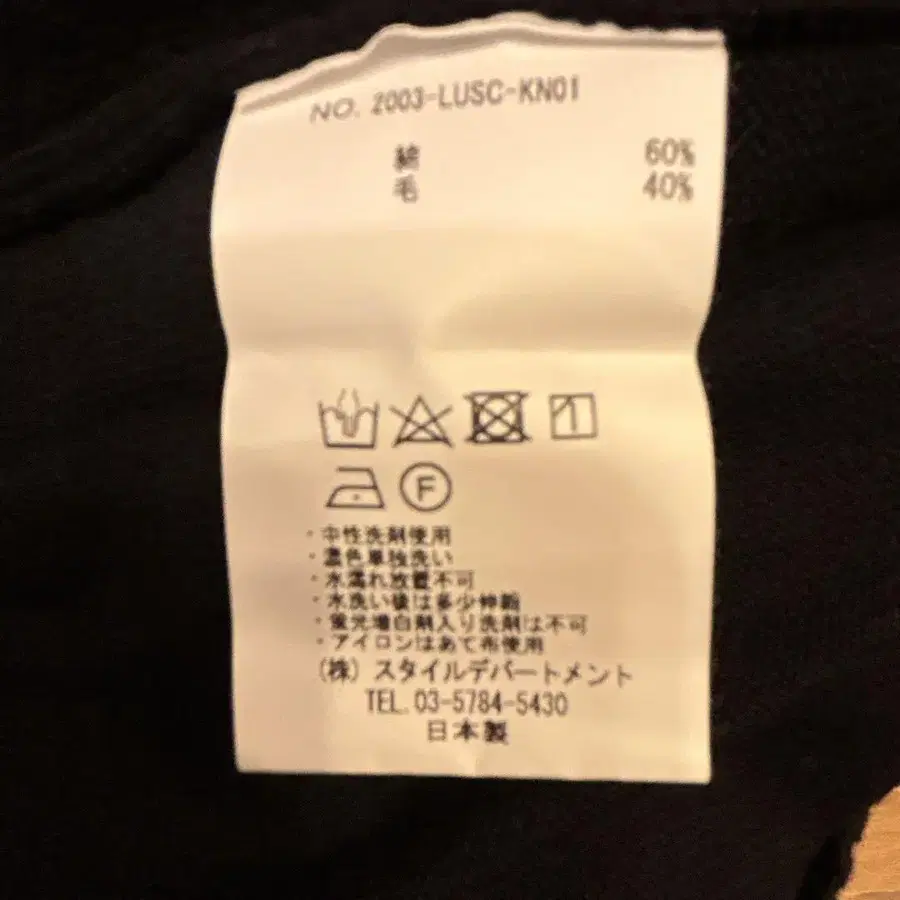 NO. 2003-LUSC-KN01
綿 60%
毛 40%
F
・中性洗剤使用
・濃色単独洗い
・水濡れ放置不可
・水洗い後は多少伸縮
・蛍光増白剤入り洗剤は不可
・アイロンはあて布使用
(株) スタイルデパートメント
TEL. 03-5784-5430
日本製